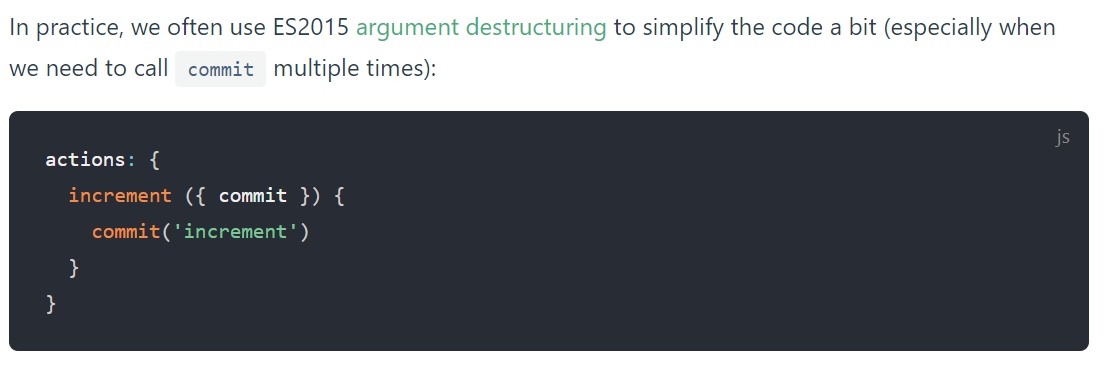 In practice, we often use ES2015 argument destructuring to simplify the code a bit (especially when
we need to call commit multiple times):
js
actions: {
  increment ({ commit }) {
    commit('increment')
  }
}